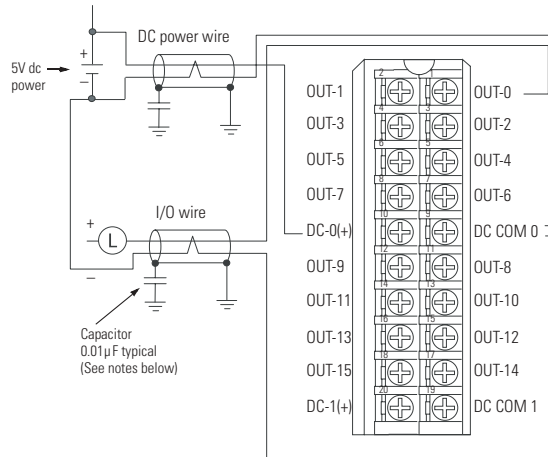 DC power wire
5V dc
power
+
−
I/O wire
+
L
−
Capacitor
0.01µF typical
(See notes below)
OUT-1 2 1 OUT-0
OUT-3 4 3 OUT-2
OUT-5 6 5 OUT-4
OUT-7 8 7 OUT-6
DC-0(+) 10 9 DC COM 0
OUT-9 12 11 OUT-8
OUT-11 14 13 OUT-10
OUT-13 16 15 OUT-12
OUT-15 18 17 OUT-14
DC-1(+) 20 19 DC COM 1